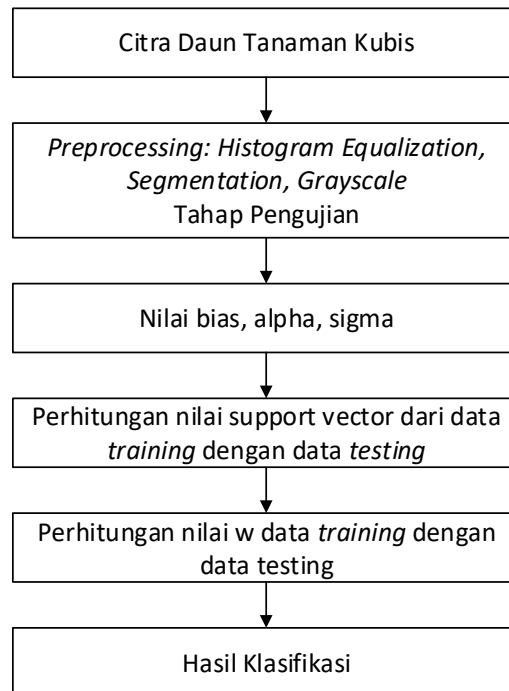 Citra Daun Tanaman Kubis
Preprocessing: Histogram Equalization,
Segmentation, Grayscale
Tahap Pengujian
Nilai bias, alpha, sigma
Perhitungan nilai support vector dari data
training dengan data testing
Perhitungan nilai w data training dengan
data testing
Hasil Klasifikasi